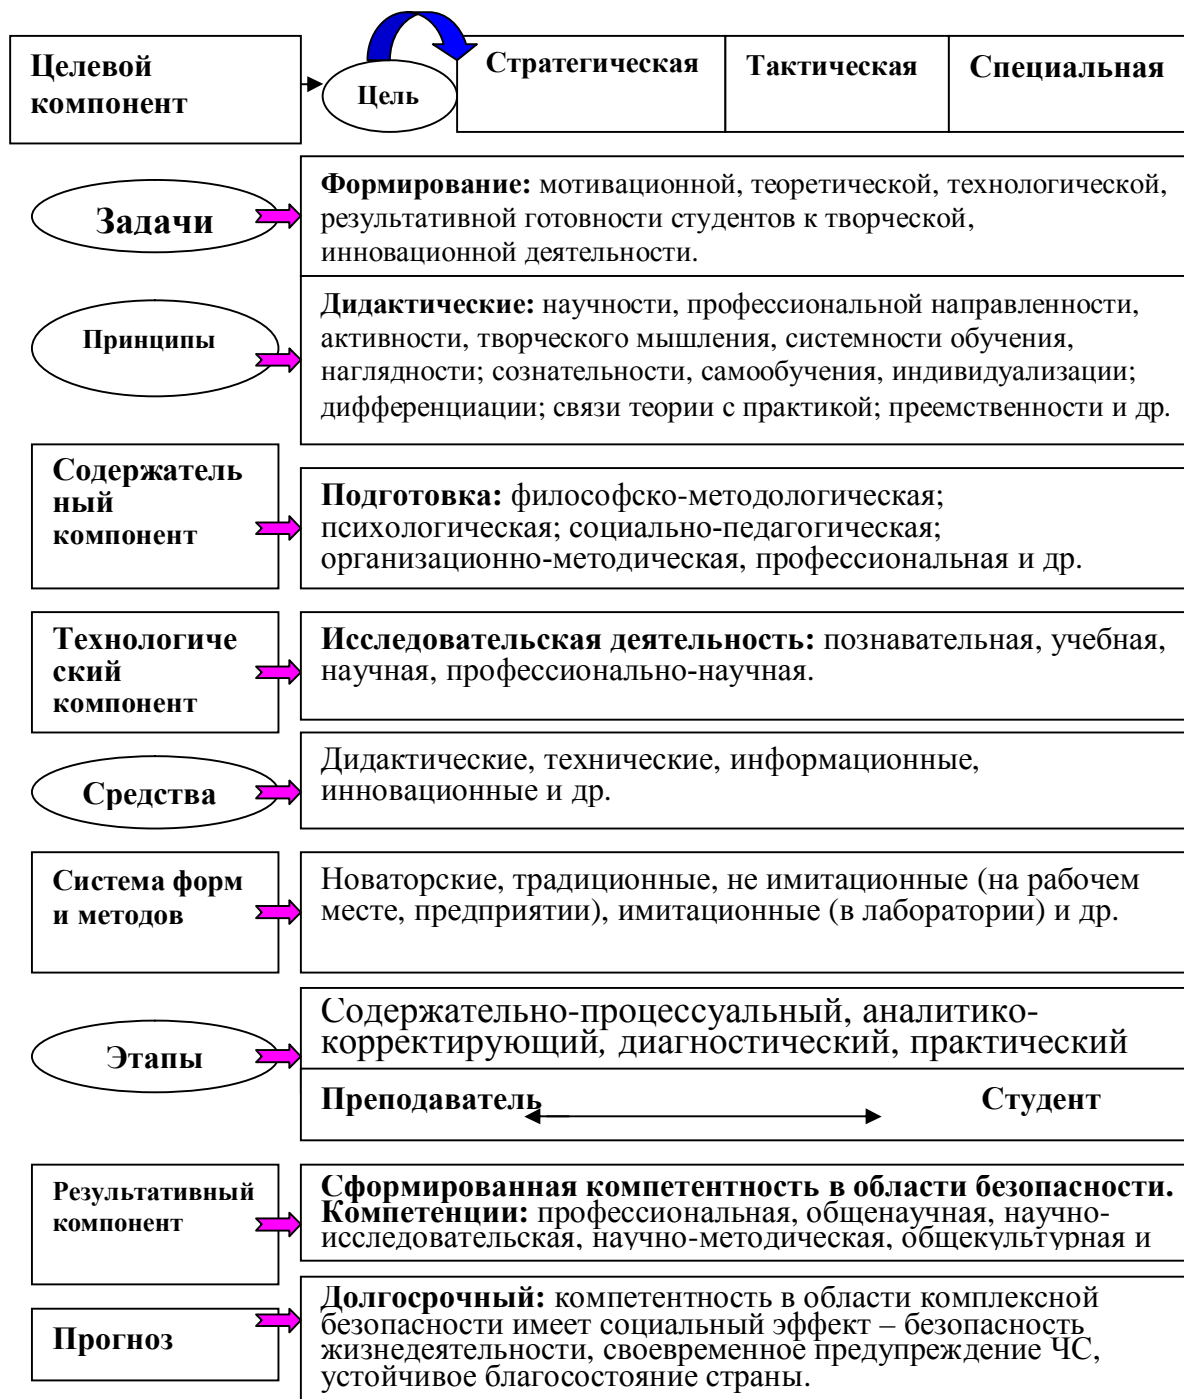 Целевой
компонент
Цель
Стратегическая
Тактическая
Специальная
Задачи
Формирование: мотивационной, теоретической, технологической,
результативной готовности студентов к творческой,
инновационной деятельности.
Принципы
Дидактические: научности, профессиональной направленности,
активности, творческого мышления, системности обучения,
наглядности; сознательности, самообучения, индивидуализации;
дифференциации; связи теории с практикой; преемственности и др.
Содержатель
ный
компонент
Подготовка: философско-методологическая;
психологическая; социально-педагогическая;
организационно-методическая, профессиональная и др.
Технологиче
ский
компонент
Исследовательская деятельность: познавательная, учебная,
научная, профессионально-научная.
Средства
Дидактические, технические, информационные,
инновационные и др.
Система форм
и методов
Новаторские, традиционные, не имитационные (на рабочем
месте, предприятии), имитационные (в лаборатории) и др.
Этапы
Содержательно-процессуальный, аналитико-
корректирующий, диагностический, практический
Преподаватель
Студент
Результативный
компонент
Сформированная компетентность в области безопасности.
Компетенции: профессиональная, общенаучная, научно-
исследовательская, научно-методическая, общекультурная и
Прогноз
Долгосрочный: компетентность в области комплексной
безопасности имеет социальный эффект – безопасность
жизнедеятельности, своевременное предупреждение ЧС,
устойчивое благосостояние страны.